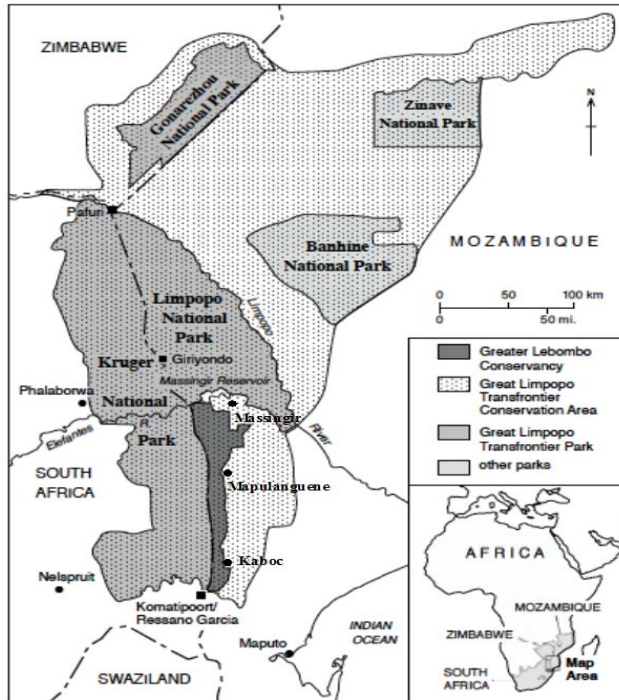 ZIMBABWE
Gonarezhou
National Park
Zinave
National Park
N
Pafuri
MOZAMBIQUE
Banhine
National Park
Limpopo
National
Park
Limpopo
River
0 50 100 km
50 mi.
Kruger
National
Park
Giriyondo
Massingir Reservoir
Phalaborwa
Massingir
Elefantes
R.
SOUTH
AFRICA
Mapulanguene
Kaboc
Nelspruit
Komatipoort/
Ressano Garcia
Maputo
INDIAN
OCEAN
SWAZILAND
Greater Lebombo
Conservancy
Great Limpopo
Transfrontier
Conservation Area
Great Limpopo
Transfrontier Park
other parks
AFRICA
MOZAMBIQUE
ZIMBABWE
SOUTH
AFRICA
Map
Area